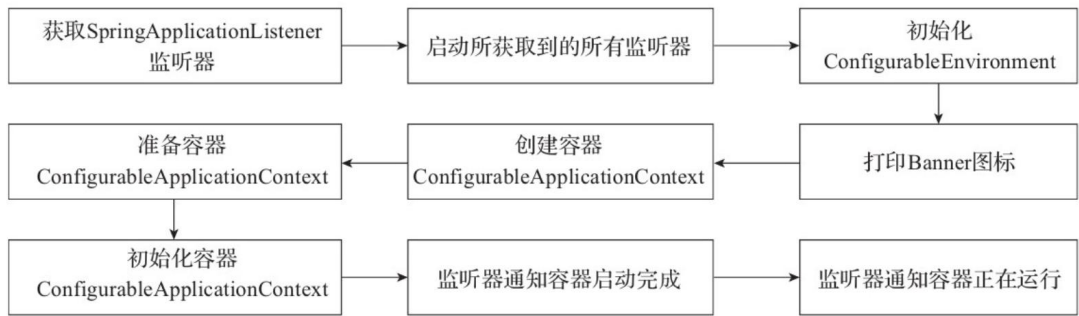 获取SpringApplicationListener
监听器
启动所获取到的所有监听器
初始化
ConfigurableEnvironment
打印Banner图标
创建容器
ConfigurableApplicationContext
准备容器
ConfigurableApplicationContext
初始化容器
ConfigurableApplicationContext
监听器通知容器启动完成
监听器通知容器正在运行